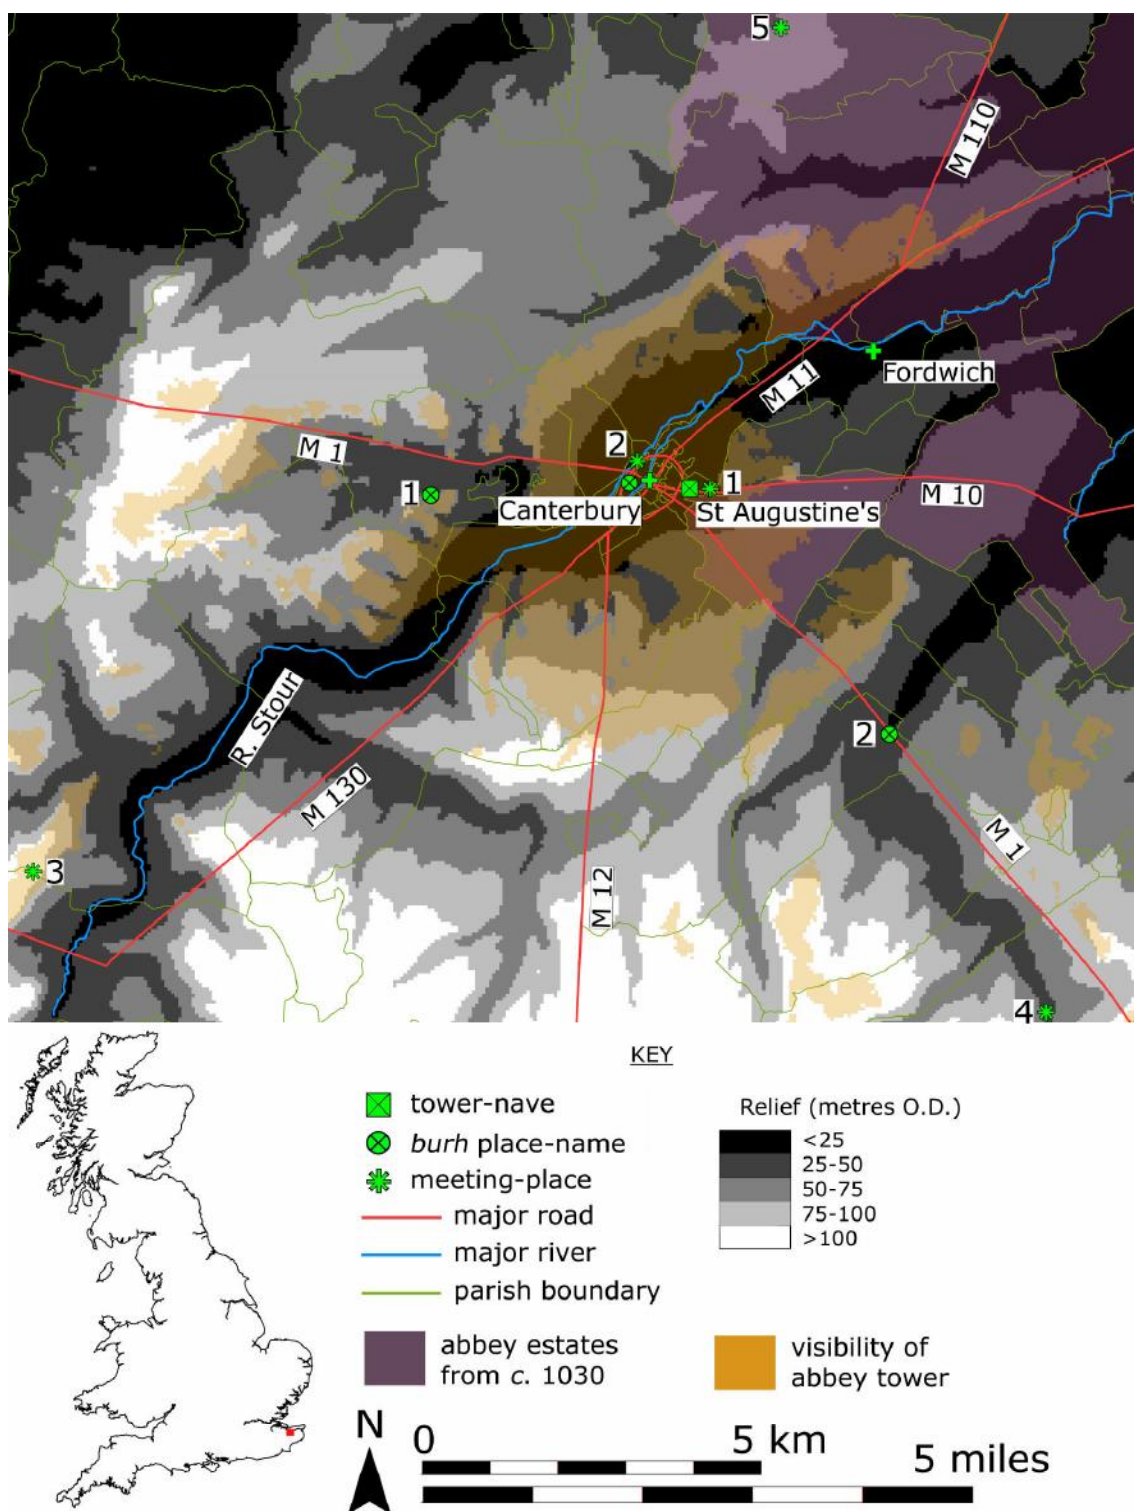 5
M 110
Fordwich
M 11
2
M 1
1
1
M 10
Canterbury
St Augustine's
R. Stour
2
M 130
M 1
3
M 12
4
KEY
tower-nave
burh place-name
meeting-place
major road
major river
parish boundary
Relief (metres O.D.)
<25
25-50
50-75
75-100
>100
abbey estates
from c. 1030
visibility of
abbey tower
N
0
5 km
5 miles